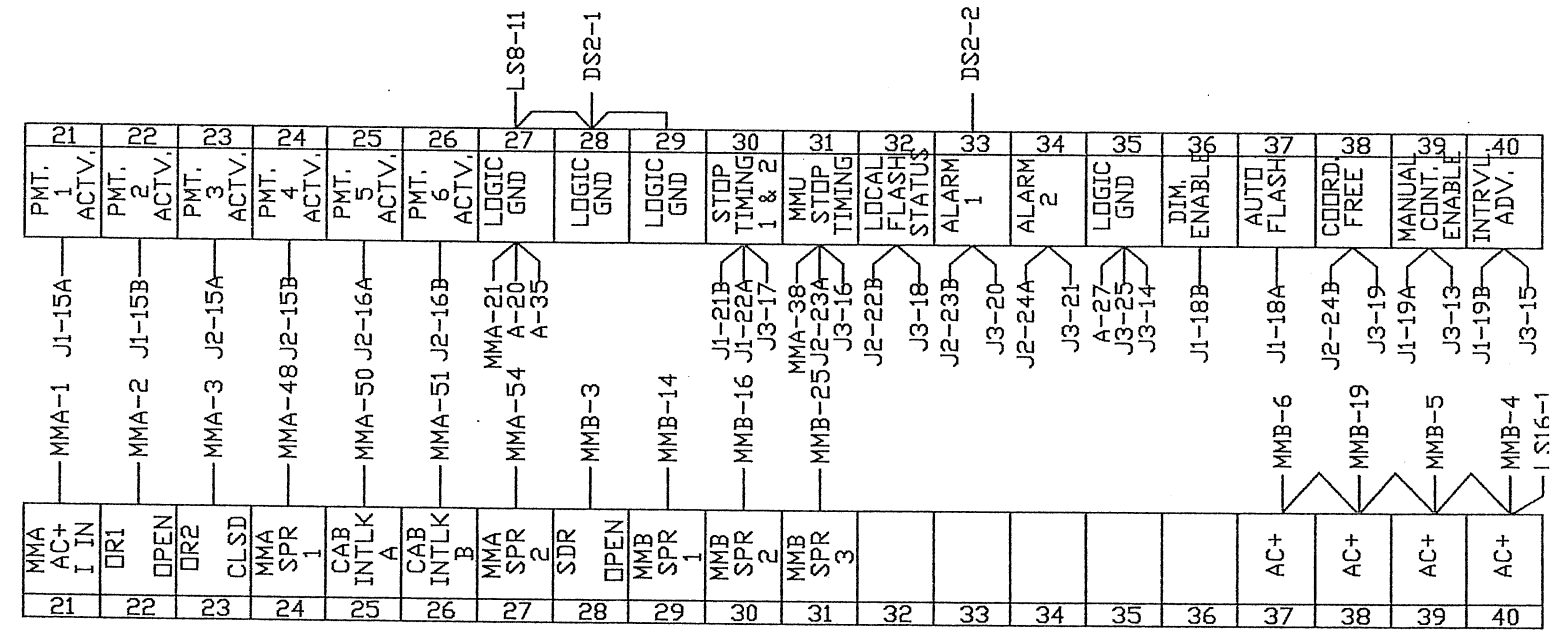 LS8-11
DS2-1
DS2-2
21 22 23 24 25 26 27 28 29 30 31 32 33 34 35 36 37 38 39 40
PMT.
1
ACTV.
PMT.
2
ACTV.
PMT.
3
ACTV.
PMT.
4
ACTV.
PMT.
5
ACTV.
PMT.
6
ACTV.
LOGIC
GND
LOGIC
GND
LOGIC
GND
STOP
TIMING
1 & 2
MMU
STOP
TIMING
LOCAL
FLASH
STATUS
ALARM
1
ALARM
2
LOGIC
GND
DIM.
ENABLE
AUTO
FLASH
COORD.
FREE
MANUAL
CONT.
ENABLE
INTRVL.
ADV.
J1-15A
J1-15B
J2-15A
J2-15B
J2-16A
J2-16B
MMA-21
A-20
A-35
J1-21B
J1-22A
J3-17
MMA-38
J2-23A
J3-16
J2-22B
J3-18
J2-23B
J3-20
J2-24A
J3-21
A-27
J3-25
J3-14
J1-18B
J1-18A
J2-24B
J3-19
J1-19A
J3-13
J1-19B
J3-15
MMA-1
MMA-2
MMA-3
MMA-48
MMA-50
MMA-51
MMA-54
MMB-3
MMB-14
MMB-16
MMB-25
MMB-6
MMB-19
MMB-5
MMB-4
LS16-1
MMA
AC+
I IN
OR1
OPEN
OR2
CLSD
MMA
SPR
1
CAB
INTLK
A
CAB
INTLK
B
MMA
SPR
2
SDR
OPEN
MMB
SPR
1
MMB
SPR
2
MMB
SPR
3
AC+
AC+
AC+
AC+
21 22 23 24 25 26 27 28 29 30 31 32 33 34 35 36 37 38 39 40